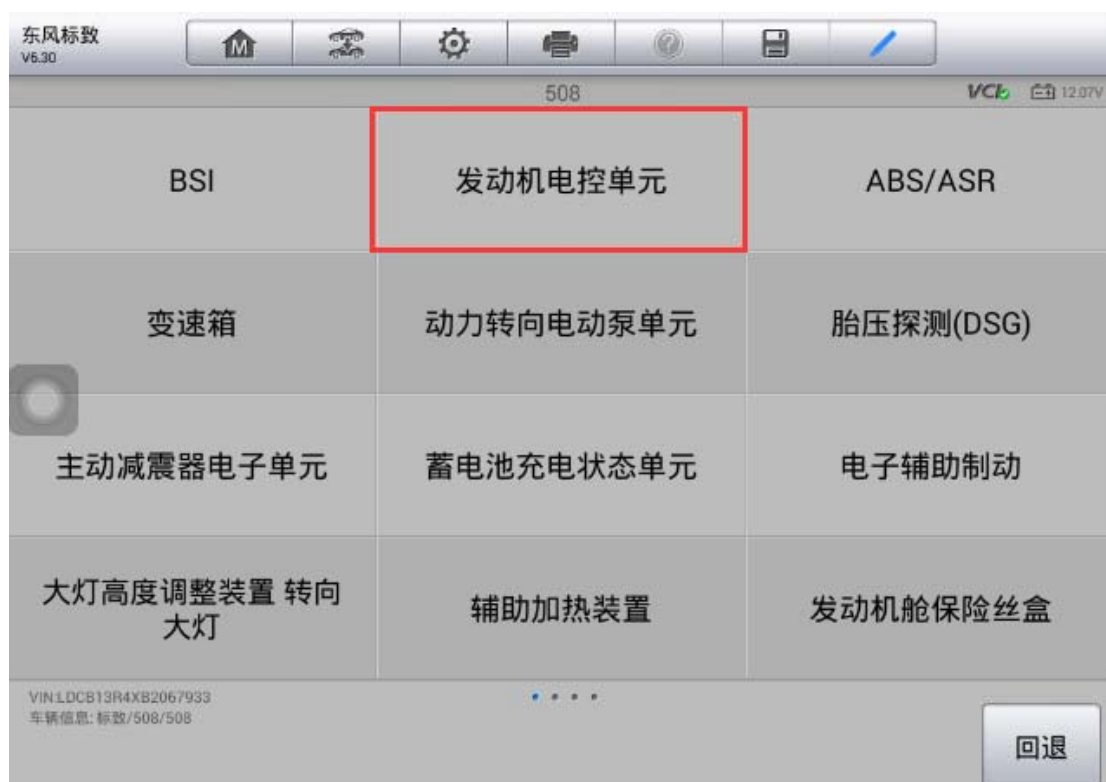 东风标致
V6.30
M
508
VCI
12.07V
BSI
发动机电控单元
ABS/ASR
变速箱
动力转向电动泵单元
胎压探测(DSG)
主动减震器电子单元
蓄电池充电状态单元
电子辅助制动
大灯高度调整装置 转向
大灯
辅助加热装置
发动机舱保险丝盒
VIN:LDCB13R4XB2067933
车辆信息: 标致/508/508
回退